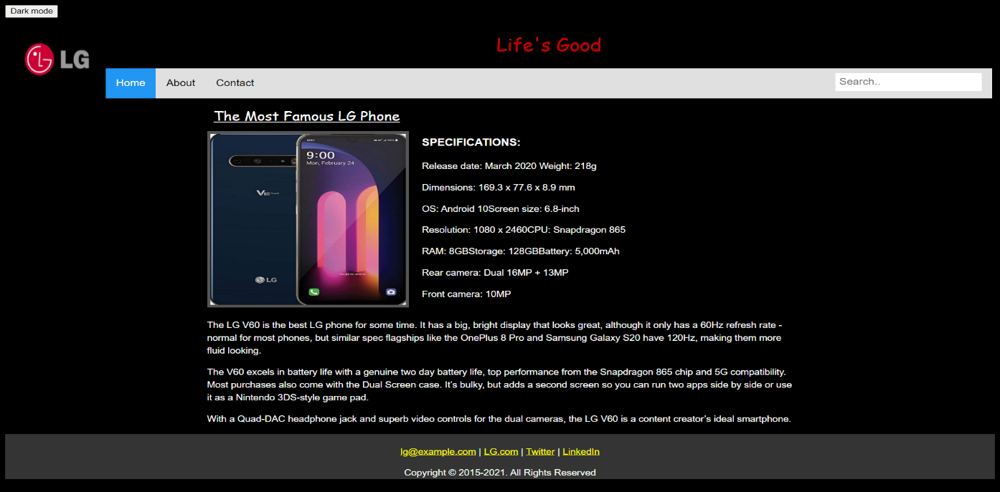 Dark mode
LG
Life's Good
Home About Contact Search..
The Most Famous LG Phone
9:00
Mon, February 24
V60
LG
SPECIFICATIONS:
Release date: March 2020 Weight: 218g
Dimensions: 169.3 x 77.6 x 8.9 mm
OS: Android 10Screen size: 6.8-inch
Resolution: 1080 x 2460CPU: Snapdragon 865
RAM: 8GBStorage: 128GBBattery: 5,000mAh
Rear camera: Dual 16MP + 13MP
Front camera: 10MP
The LG V60 is the best LG phone for some time. It has a big, bright display that looks great, although it only has a 60Hz refresh rate -
normal for most phones, but similar spec flagships like the OnePlus 8 Pro and Samsung Galaxy S20 have 120Hz, making them more
fluid looking.
The V60 excels in battery life with a genuine two day battery life, top performance from the Snapdragon 865 chip and 5G compatibility.
Most purchases also come with the Dual Screen case. It's bulky, but adds a second screen so you can run two apps side by side or use
it as a Nintendo 3DS-style game pad.
With a Quad-DAC headphone jack and superb video controls for the dual cameras, the LG V60 is a content creator's ideal smartphone.
lg@example.com | LG.com | Twitter | LinkedIn
Copyright © 2015-2021. All Rights Reserved